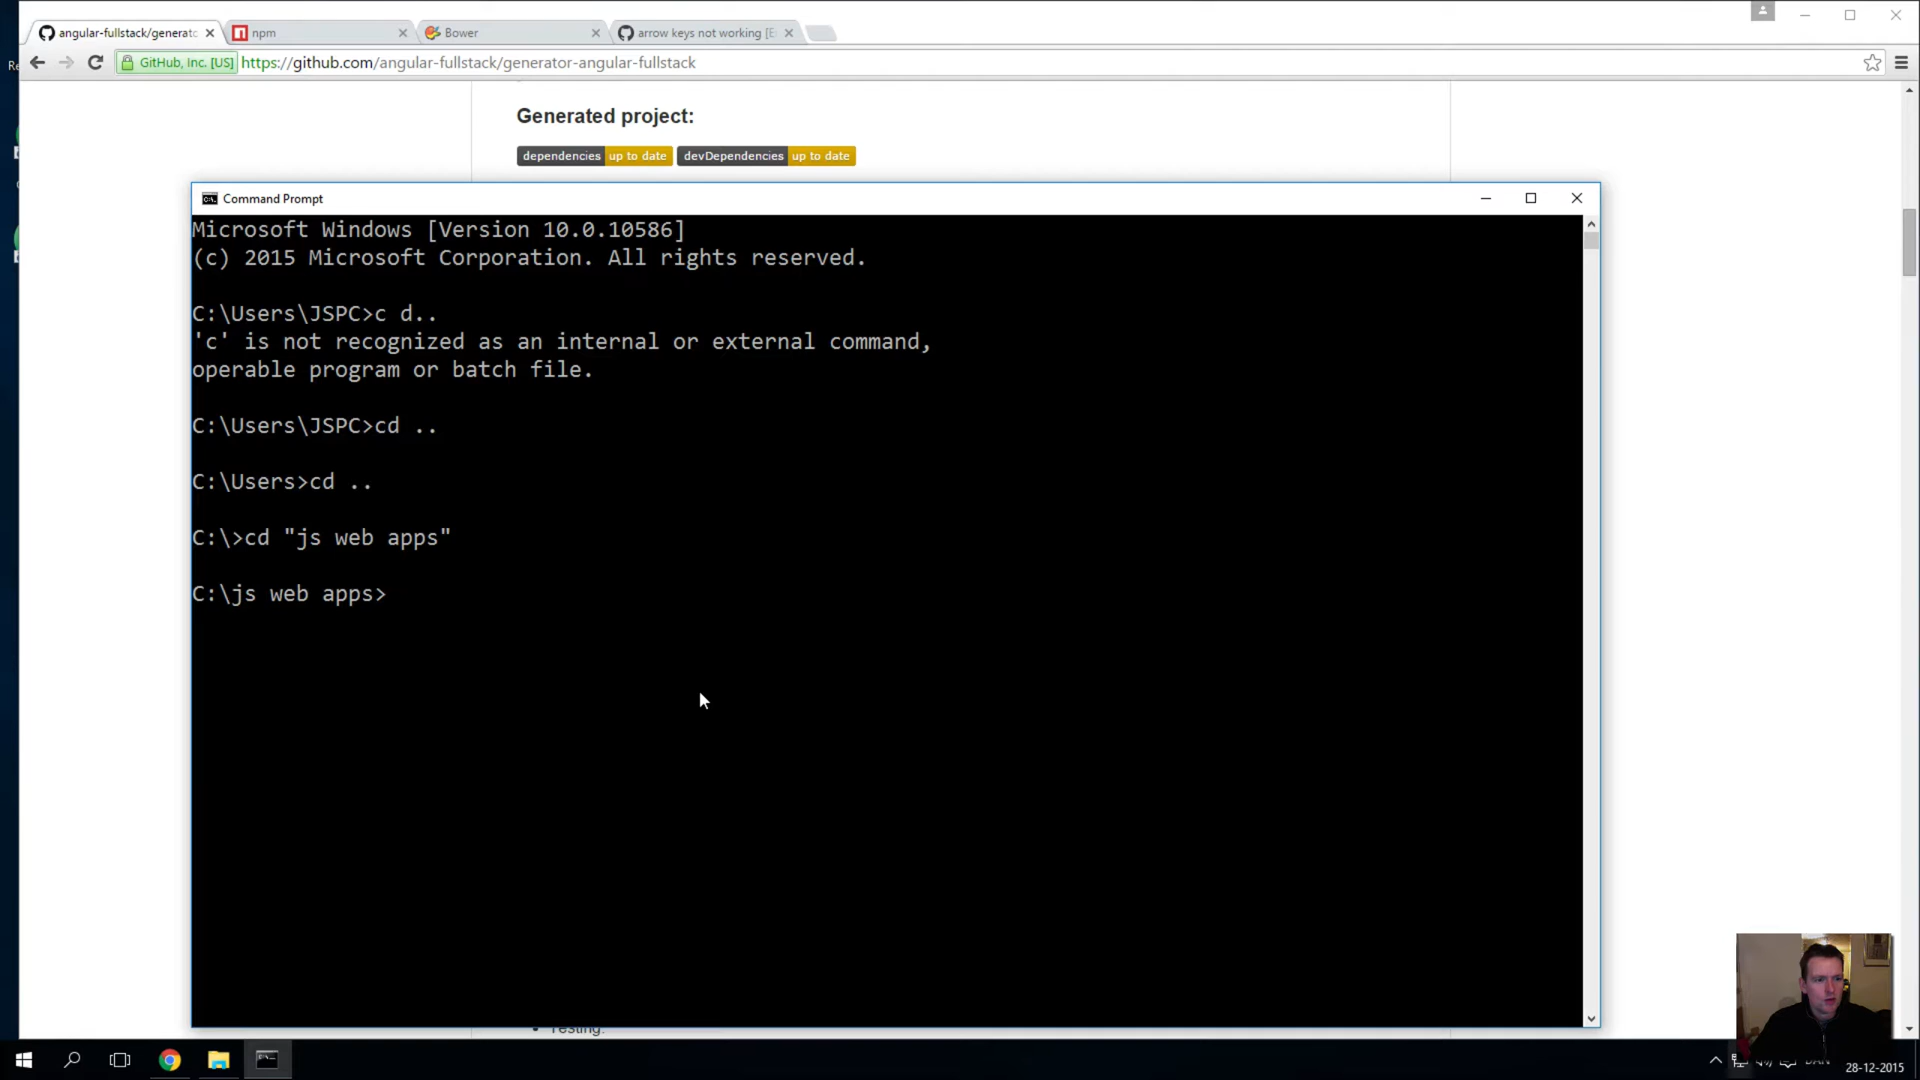 angular-fullstack/generato
npm
Bower
arrow keys not working [E
GitHub, Inc. [US]
https://github.com/angular-fullstack/generator-angular-fullstack
Generated project:
dependencies up to date devDependencies up to date
Command Prompt
Microsoft Windows [Version 10.0.10586]
(c) 2015 Microsoft Corporation. All rights reserved.
C:\Users\JSPC>c d..
'c' is not recognized as an internal or external command,
operable program or batch file.
C:\Users\JSPC>cd ..
C:\Users>cd ..
C:\>cd "js web apps"
C:\js web apps>
Testing:
28-12-2015